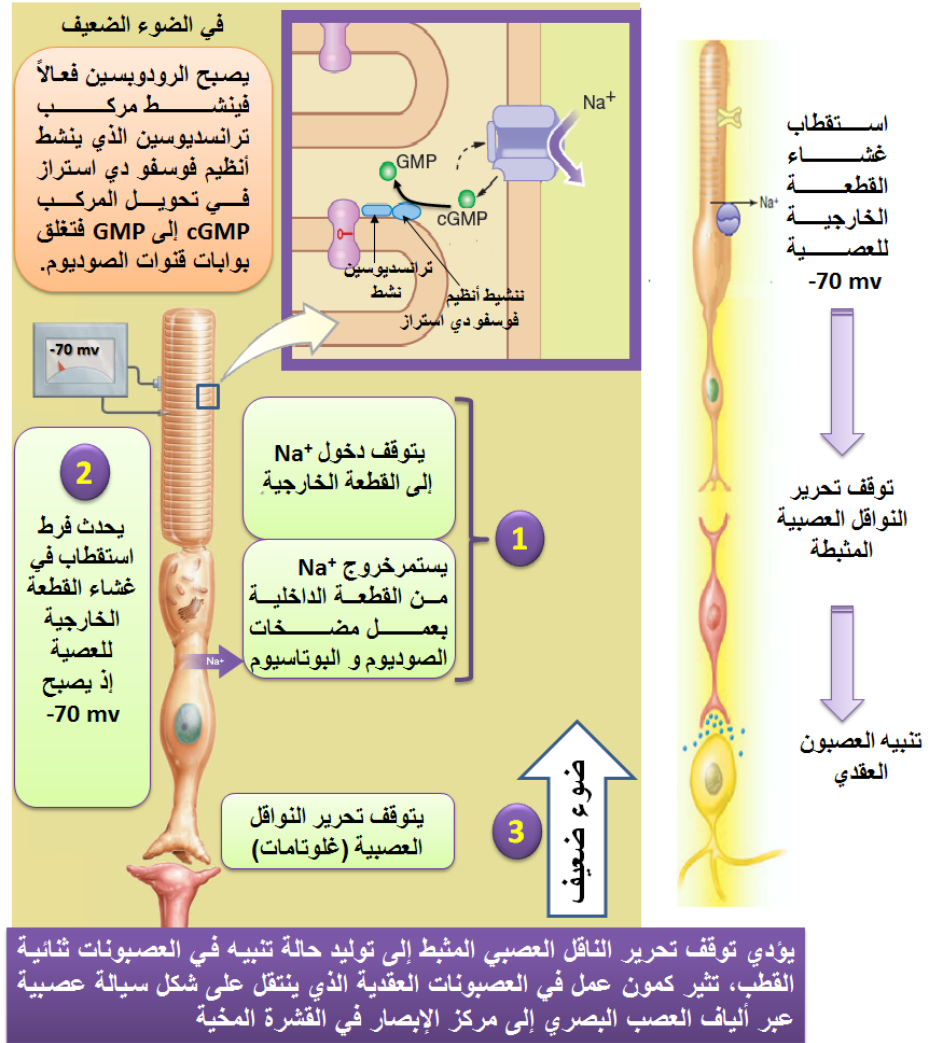 في الضوء الضعيف
يصبح الرودوبسين فعالاً
فينشط مركب
ترانسديوسين الذي ينشط
أنظيم فوسفو دي استراز
في تحويل المركب
cGMP إلى GMP فتغلق
بوابات قنوات الصوديوم.
Na⁺
GMP
cGMP
ترانسديوسين
نشط
تنشيط أنظيم
فوسفو دي استراز
-70 mv
1
يتوقف دخول Na⁺
إلى القطعة الخارجية.
يستمرخروج Na⁺
من القطعة الداخلية
بعمل مضخات
الصوديوم و البوتاسيوم
Na⁺
2
يحدث فرط
استقطاب في
غشاء القطعة
الخارجية
للعصية
إذ يصبح
-70 mv
3
يتوقف تحرير النواقل
العصبية (غلوتامات)
ضوء ضعيف
استقطاب
غشاء
القطعة
الخارجية
للعصية
-70 mv
Na⁺
توقف تحرير
النواقل العصبية
المثبطة
تنبيه العصبون
العقدي
يؤدي توقف تحرير الناقل العصبي المثبط إلى توليد حالة تنبيه في العصبونات ثنائية
القطب، تثير كمون عمل في العصبونات العقدية الذي ينتقل على شكل سيالة عصبية
عبر ألياف العصب البصري إلى مركز الإبصار في القشرة المخية